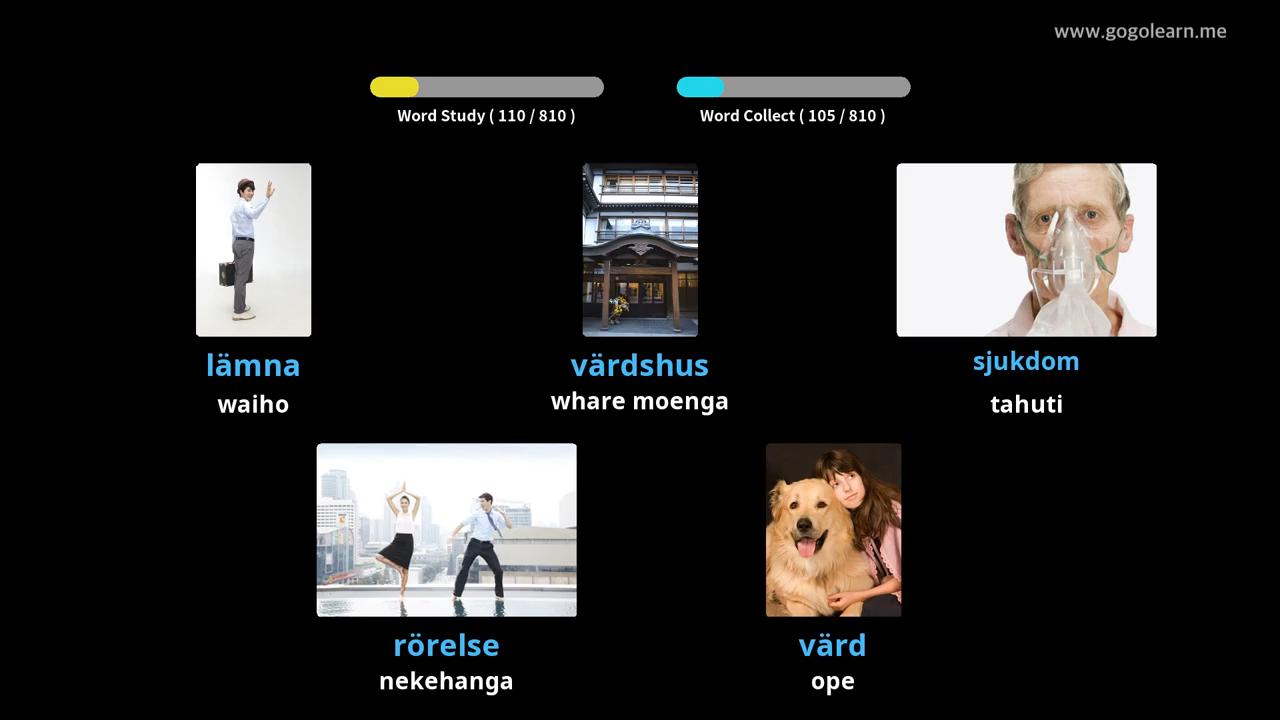 www.gogolearn.me
Word Study ( 110 / 810 )
Word Collect ( 105 / 810 )
lämna
waiho
värdshus
whare moenga
sjukdom
tahuti
rörelse
nekehanga
värd
ope